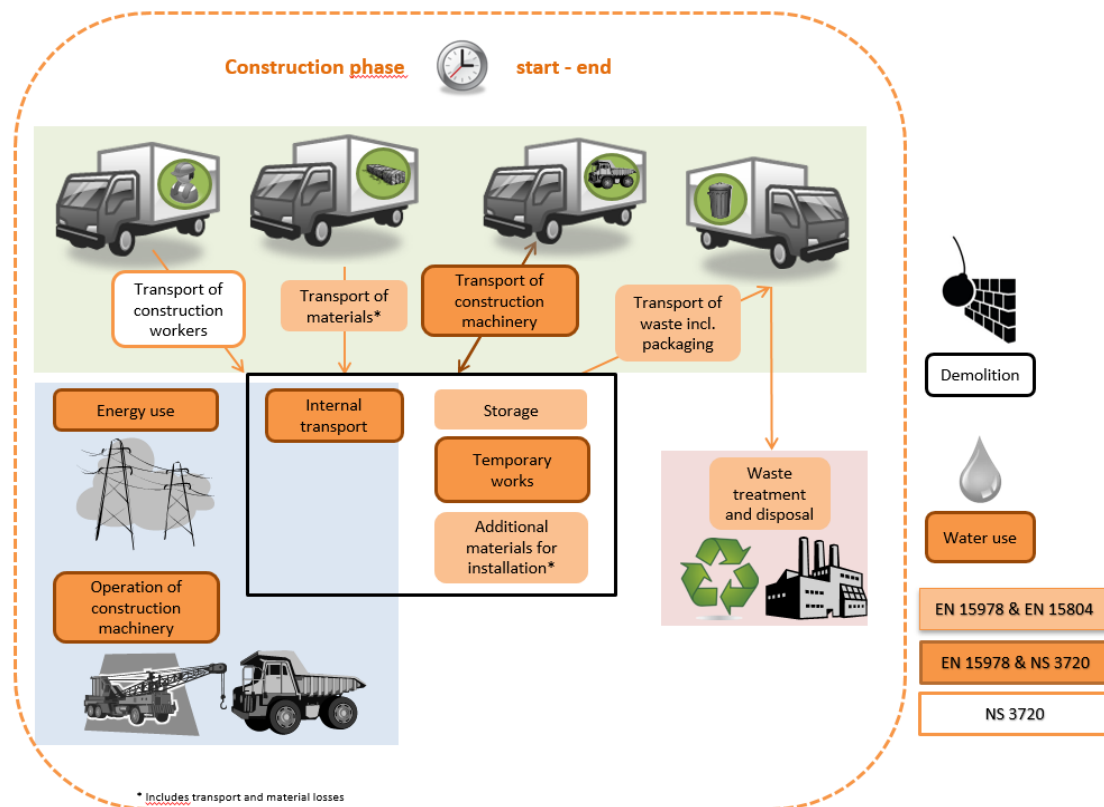 Construction phase
start - end
Transport of
construction
workers
Transport of
materials*
Transport of
construction
machinery
Transport of
waste incl.
packaging
Demolition
Energy use
Internal
transport
Storage
Temporary
works
Additional
materials for
installation*
Waste
treatment
and disposal
Water use
Operation of
construction
machinery
EN 15978 & EN 15804
EN 15978 & NS 3720
NS 3720
* Includes transport and material losses